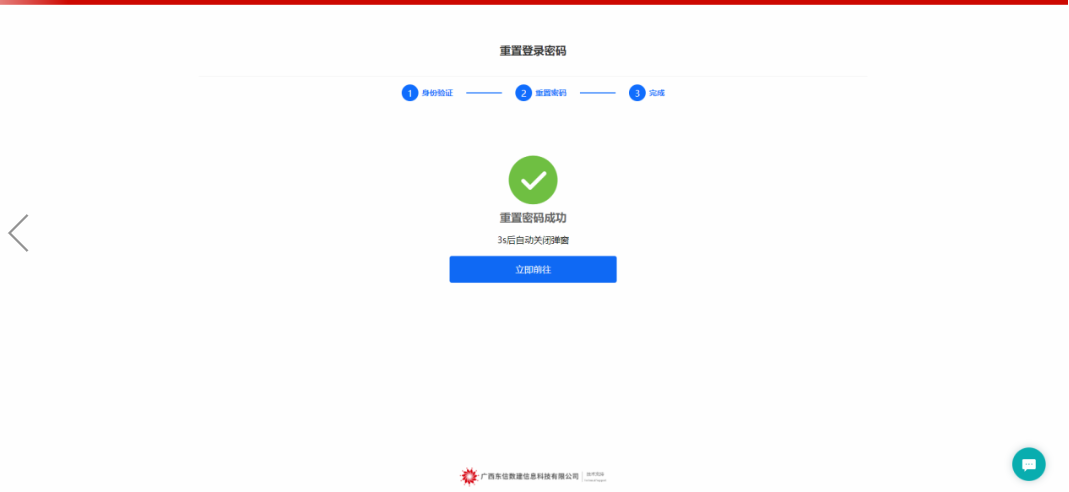 重置登录密码
1 身份验证 2 重置密码 3 完成
重置密码成功
3s后自动关闭弹窗
立即前往
广西东信数建信息科技有限公司